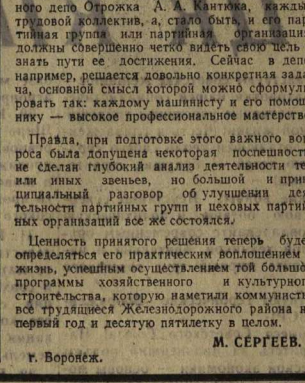 ного депо Отрожка А. А. Кантюка, кажды
трудовой коллектив, а, стало быть, и его пар
тийная группа или партийная организация
должны совершенно четко видеть свою цель
знать пути ее достижения. Сейчас в депо
например, решается довольно конкретная зада
ча, основной смысл которой можно сформули
ровать так: каждому машинисту и его помощ
нику — высокое профессиональное мастерство
Правда, при подготовке этого важного воп
роса была допущена некоторая поспешность
не сделан глубокий анализ деятельности те
или иных звеньев, но большой и прин
ципиальный разговор об улучшении дея
тельности партийных групп и цеховых партий
ных организаций все же состоялся.
Ценность принятого решения теперь буде
определяться его практическим воплощением
жизнь, успешным осуществлением той большо
программы хозяйственного и культурног
строительства, которую наметили коммунист
все трудящиеся Железнодорожного района н
первый год и десятую пятилетку в целом.
М. СЕРГЕЕВ.
г. Воронеж.